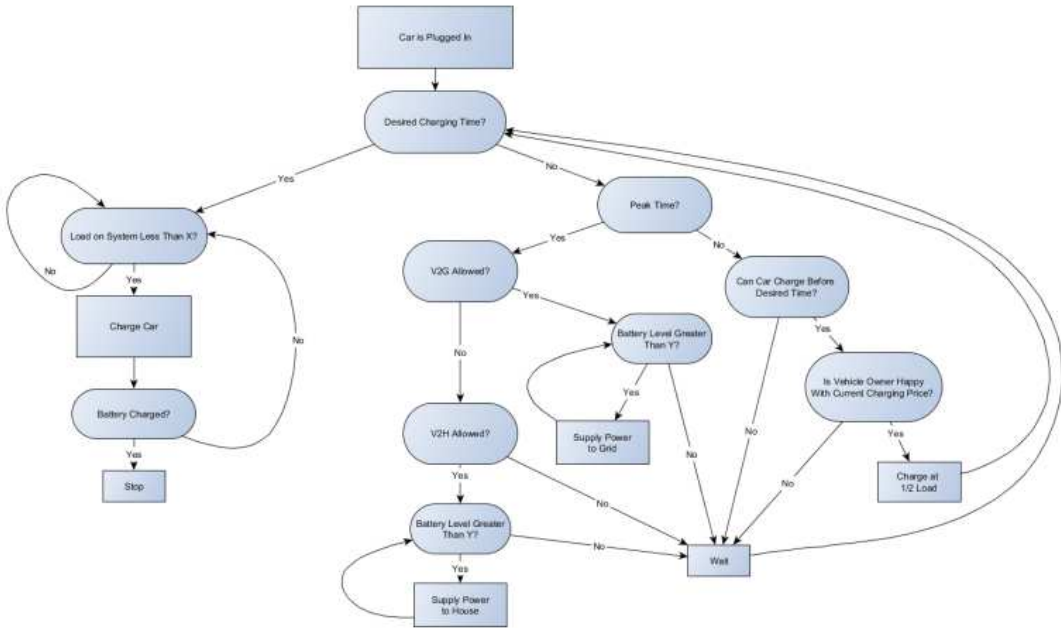 Car is Plugged In
Desired Charging Time?
Yes
No
Peak Time?
Load on System Less Than X?
No
Yes
Yes
No
V2G Allowed?
Can Car Charge Before
Desired Time?
Yes
Charge Car
Battery Level Greater
Than Y?
Yes
No
No
Is Vehicle Owner Happy
With Current Charging Price?
Battery Charged?
Yes
No
Yes
V2H Allowed?
Supply Power
to Grid
Yes
No
Stop
Yes
No
No
Charge at
1/2 Load
No
Battery Level Greater
Than Y?
No
Wait
Yes
Supply Power
to House